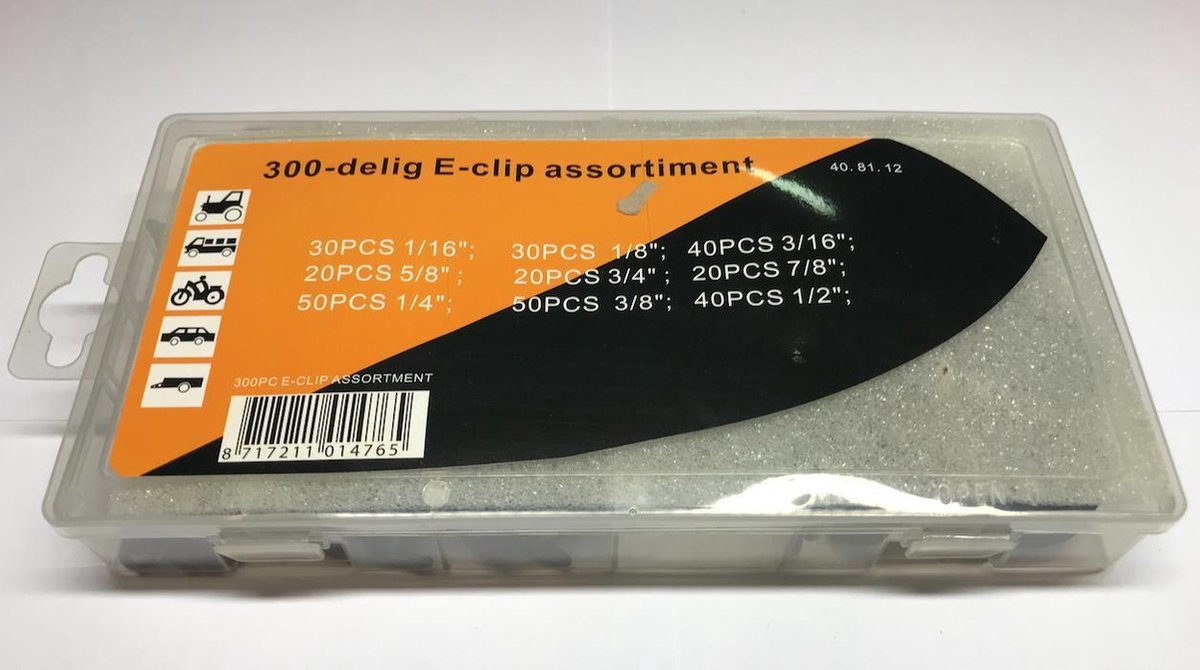 300-delig E-clip assortiment
40. 81. 12
30PCS 1/16"; 30PCS 1/8"; 40PCS 3/16";
20PCS 5/8" ; 20PCS 3/4" ; 20PCS 7/8";
50PCS 1/4"; 50PCS 3/8"; 40PCS 1/2";
300PC E-CLIP ASSORTMENT
8 717211 014765
OPEN